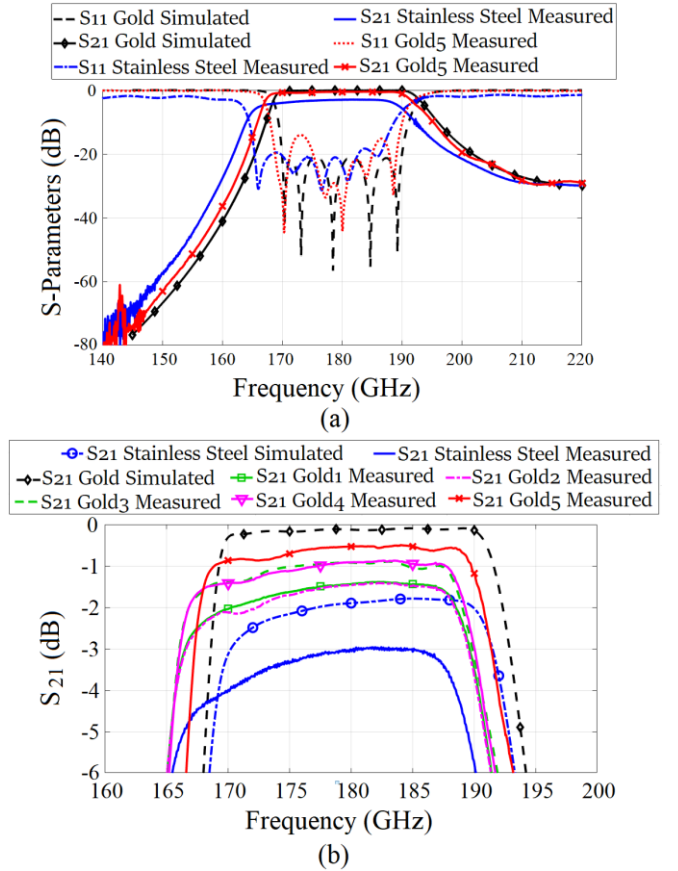 S11 Gold Simulated
S21 Stainless Steel Measured
S21 Gold Simulated
S11 Gold5 Measured
S11 Stainless Steel Measured
S21 Gold5 Measured
S-Parameters (dB)
0
-20
-40
-60
-80
140 150 160 170 180 190 200 210 220
Frequency (GHz)
(a)
S21 Stainless Steel Simulated
S21 Stainless Steel Measured
S21 Gold Simulated
S21 Gold1 Measured
S21 Gold2 Measured
S21 Gold3 Measured
S21 Gold4 Measured
S21 Gold5 Measured
S21 (dB)
0
-1
-2
-3
-4
-5
-6
160 165 170 175 180 185 190 195 200
Frequency (GHz)
(b)